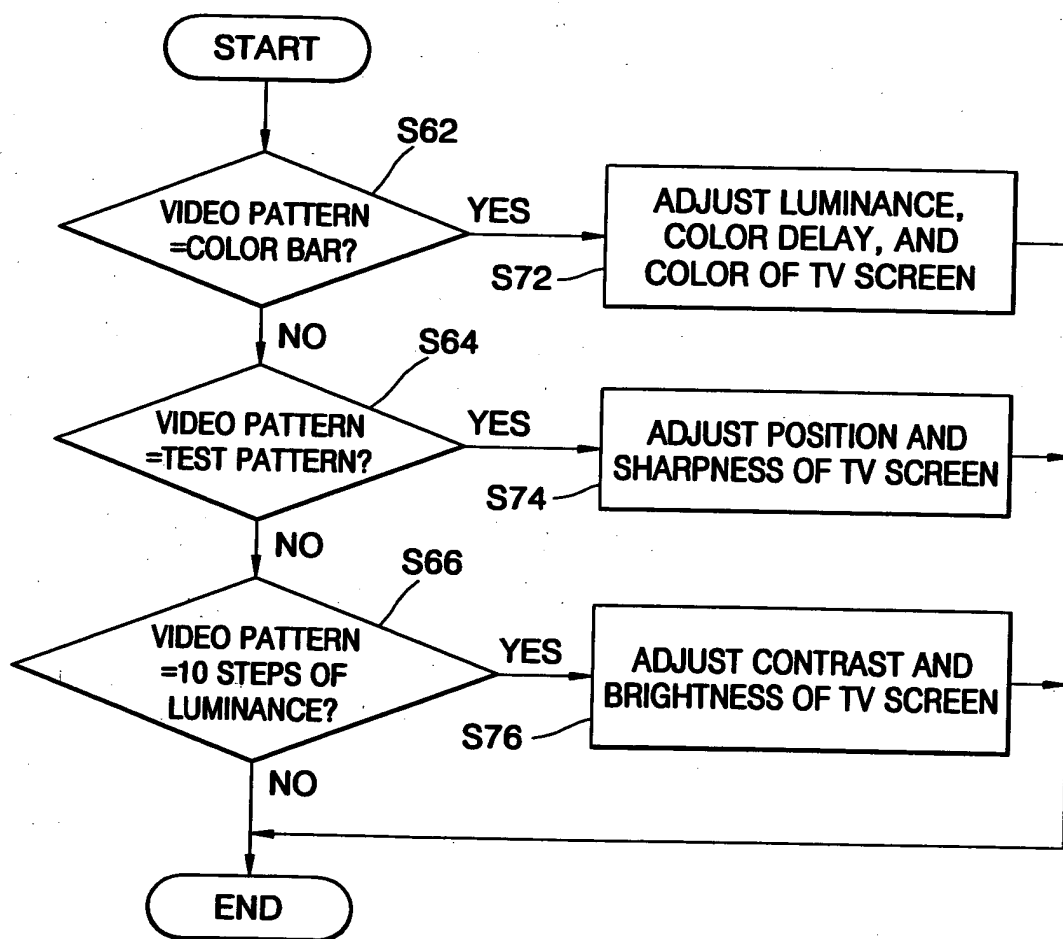 START
S62
VIDEO PATTERN
=COLOR BAR?
YES
ADJUST LUMINANCE,
COLOR DELAY, AND
COLOR OF TV SCREEN
S72
NO
S64
VIDEO PATTERN
=TEST PATTERN?
YES
ADJUST POSITION AND
SHARPNESS OF TV SCREEN
S74
NO
S66
VIDEO PATTERN
=10 STEPS OF
LUMINANCE?
YES
ADJUST CONTRAST AND
BRIGHTNESS OF TV SCREEN
S76
NO
END